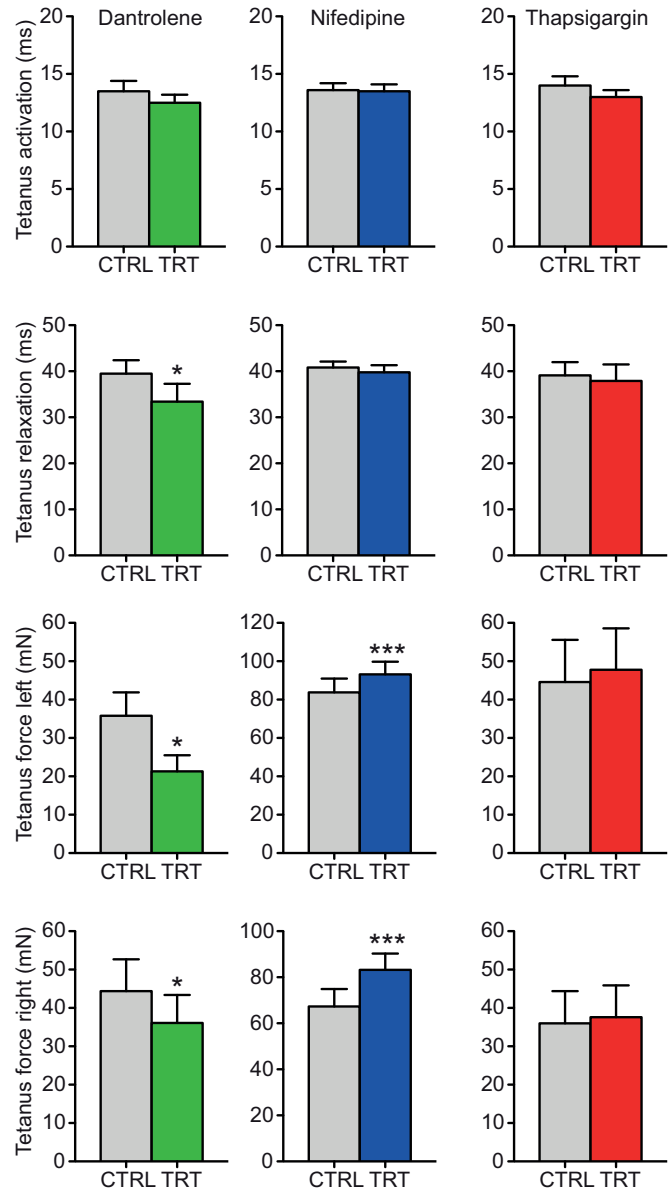 Dantrolene Nifedipine Thapsigargin
Tetanus activation (ms)
20 20 20
15 15 15
10 10 10
5 5 5
0 0 0
CTRL TRT CTRL TRT CTRL TRT
Tetanus relaxation (ms)
50 50 50
40 40 40
*
30 30 30
20 20 20
10 10 10
0 0 0
CTRL TRT CTRL TRT CTRL TRT
Tetanus force left (mN)
60 120 60
50 100 50
***
40 80 40
30 60 30
*
20 40 20
10 20 10
0 0 0
CTRL TRT CTRL TRT CTRL TRT
Tetanus force right (mN)
60 100 60
***
50 80 50
*
40 60 40
30 40 30
20 20 20
10 10
0 0 0
CTRL TRT CTRL TRT CTRL TRT